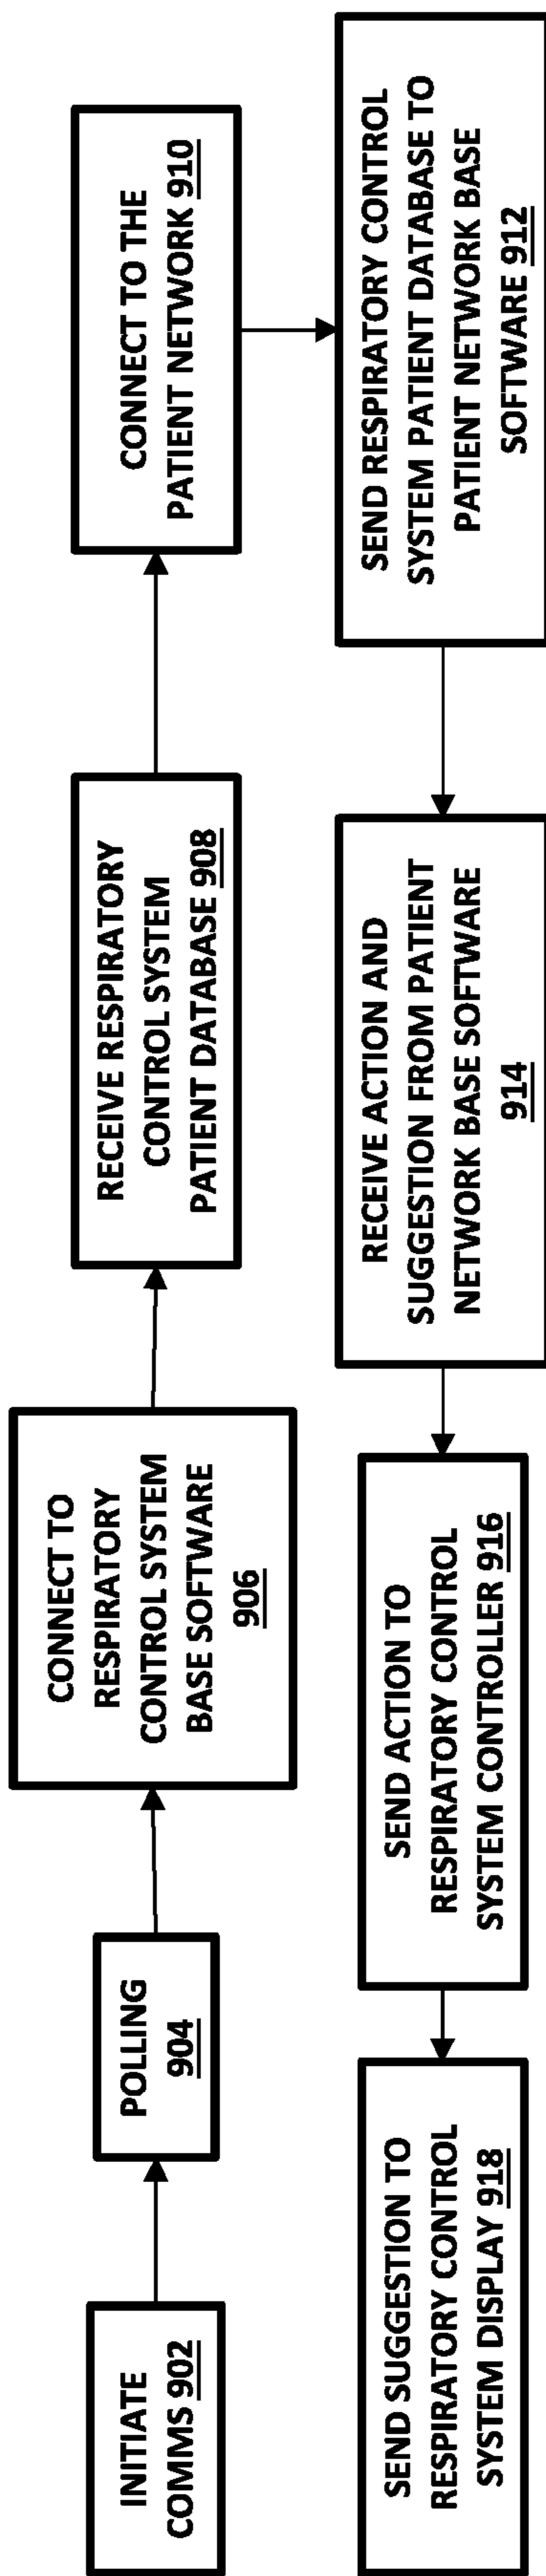 INITIATE
COMMS 902
POLLING
904
CONNECT TO
RESPIRATORY
CONTROL SYSTEM
BASE SOFTWARE
906
RECEIVE RESPIRATORY
CONTROL SYSTEM
PATIENT DATABASE 908
CONNECT TO THE
PATIENT NETWORK 910
SEND RESPIRATORY CONTROL
SYSTEM PATIENT DATABASE TO
PATIENT NETWORK BASE
SOFTWARE 912
RECEIVE ACTION AND
SUGGESTION FROM PATIENT
NETWORK BASE SOFTWARE
914
SEND ACTION TO
RESPIRATORY CONTROL
SYSTEM CONTROLLER 916
SEND SUGGESTION TO
RESPIRATORY CONTROL
SYSTEM DISPLAY 918